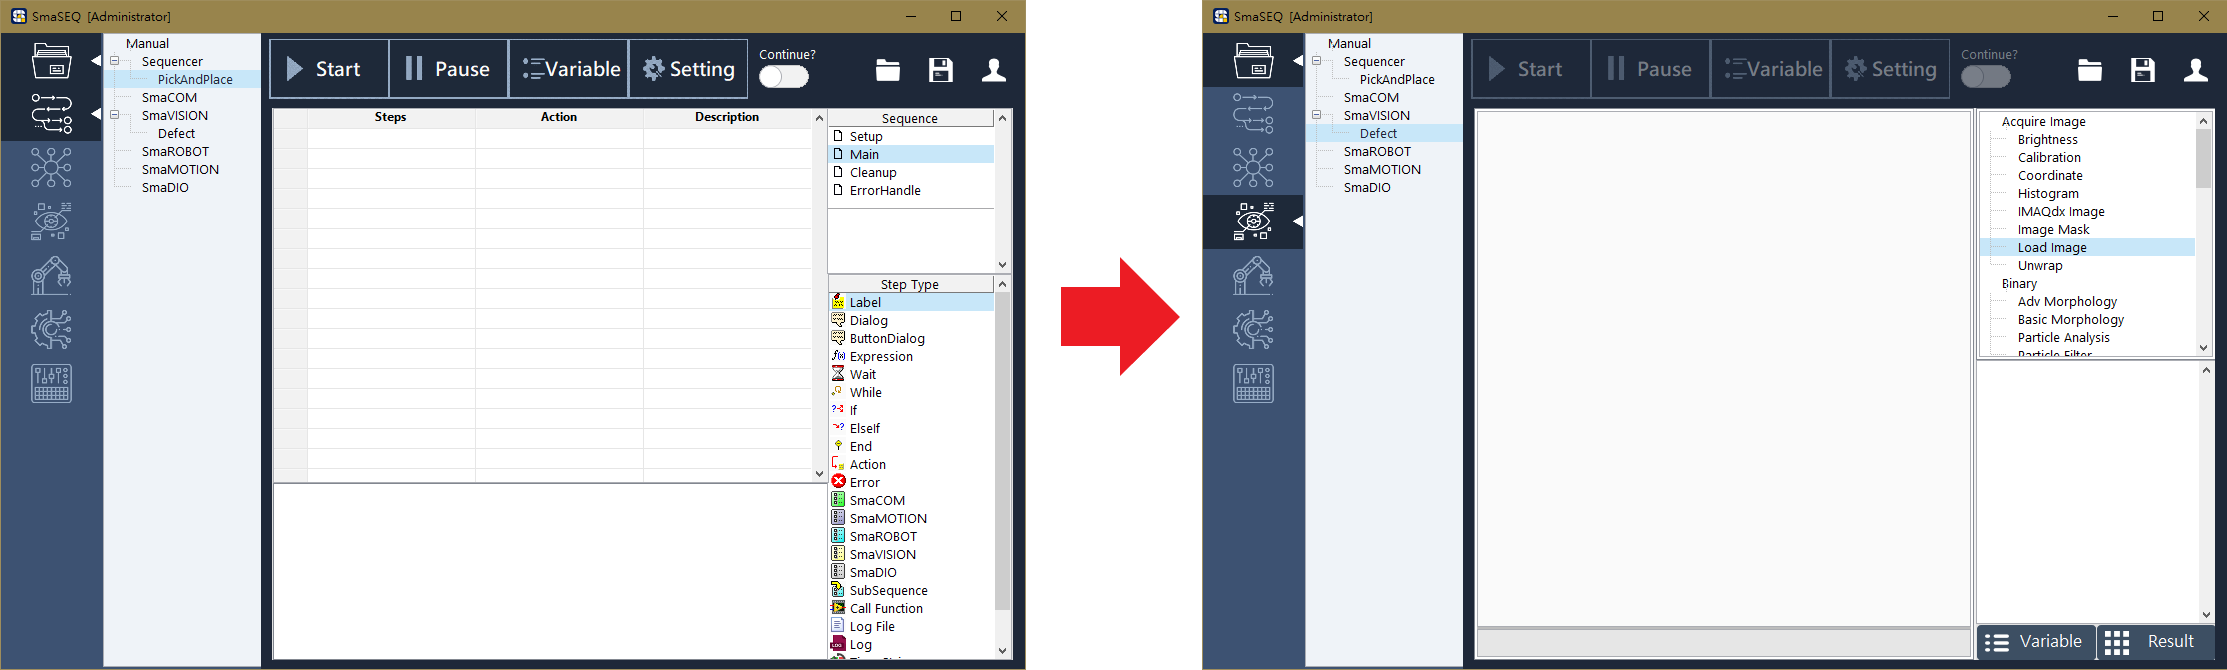 SmaSEQ [Administrator]
Manual
Sequencer
PickAndPlace
SmaCOM
SmaVISION
Defect
SmaROBOT
SmaMOTION
SmaDIO
Start
Pause
Variable
Setting
Continue?
Steps Action Description
Sequence
Setup
Main
Cleanup
ErrorHandle
Step Type
Label
Dialog
ButtonDialog
Expression
Wait
While
If
ElseIf
End
Action
Error
SmaCOM
SmaMOTION
SmaROBOT
SmaVISION
SmaDIO
SubSequence
Call Function
Log File
Log
SmaSEQ [Administrator]
Manual
Sequencer
PickAndPlace
SmaCOM
SmaVISION
Defect
SmaROBOT
SmaMOTION
SmaDIO
Start
Pause
Variable
Setting
Continue?
Acquire Image
Brightness
Calibration
Coordinate
Histogram
IMAQdx Image
Image Mask
Load Image
Unwrap
Binary
Adv Morphology
Basic Morphology
Particle Analysis
Particle Filter
Variable
Result